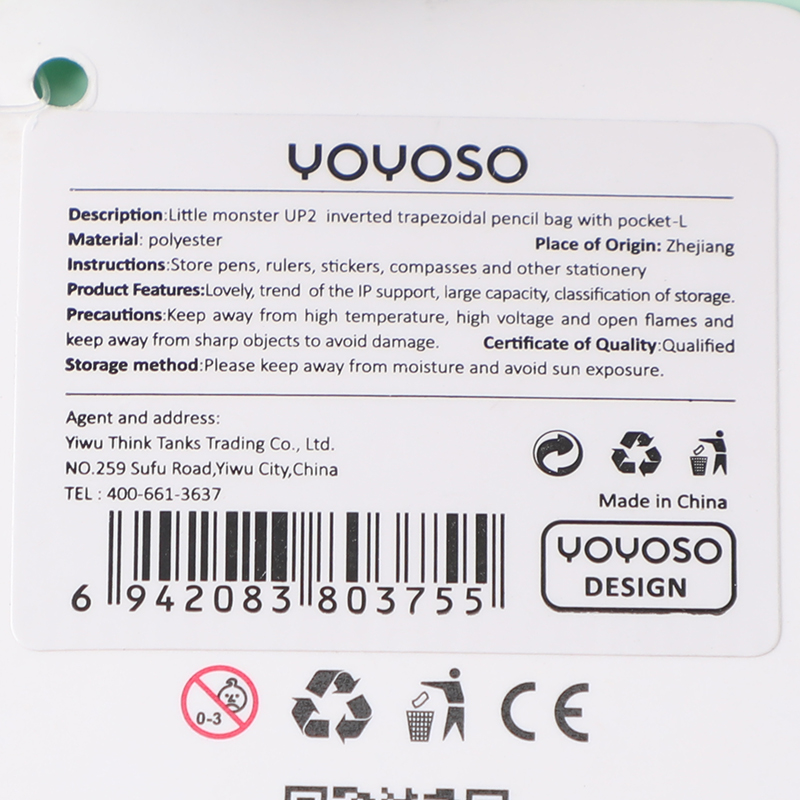 YOYOSO
Description:Little monster UP2 inverted trapezoidal pencil bag with pocket-L
Material: polyester Place of Origin: Zhejiang
Instructions:Store pens, rulers, stickers, compasses and other stationery
Product Features:Lovely, trend of the IP support, large capacity, classification of storage.
Precautions:Keep away from high temperature, high voltage and open flames and
keep away from sharp objects to avoid damage. Certificate of Quality:Qualified
Storage method:Please keep away from moisture and avoid sun exposure.
Agent and address:
Yiwu Think Tanks Trading Co., Ltd.
NO.259 Sufu Road,Yiwu City,China
TEL : 400-661-3637
Made in China
6 942083 803755
YOYOSO
DESIGN
0-3
CE